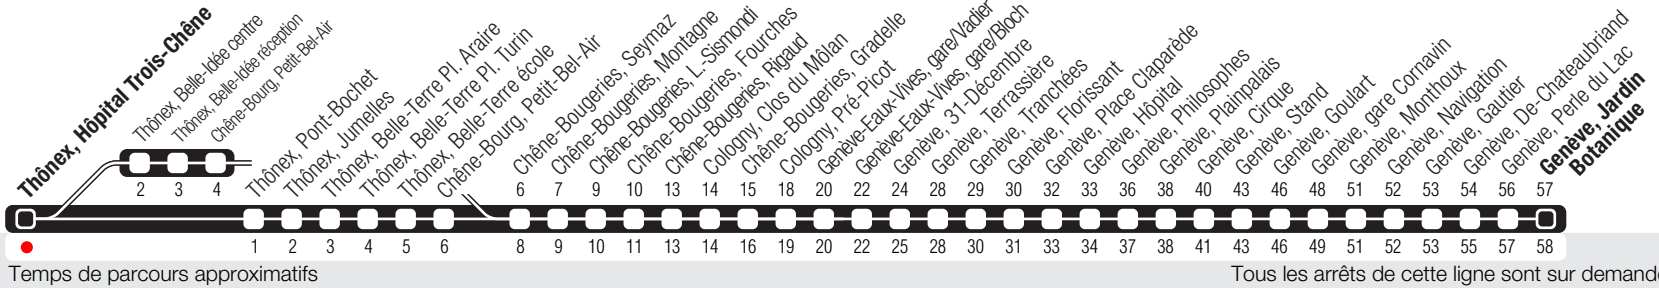 Thônex, Hôpital Trois-Chêne
Thônex, Belle-Idée centre
Thônex, Belle-Idée réception
Chêne-Bourg, Petit-Bel-Air
Thônex, Pont-Bochet
Thônex, Jumelles
Thônex, Belle-Terre Pl. Araire
Thônex, Belle-Terre Pl. Turin
Thônex, Belle-Terre école
Chêne-Bourg, Petit-Bel-Air
Chêne-Bougeries, Seymaz
Chêne-Bougeries, Montagne
Chêne-Bougeries, L.-Sismondi
Chêne-Bougeries, Fourches
Chêne-Bougeries, Rigaud
Cologny, Clos du Môlan
Chêne-Bougeries, Gradelle
Cologny, Pré-Picot
Genève-Eaux-Vives, gare/Vadier
Genève-Eaux-Vives, gare/Bloch
Genève, 31-Décembre
Genève, Terrassière
Genève, Tranchées
Genève, Florissant
Genève, Place Claparède
Genève, Hôpital
Genève, Philosophes
Genève, Plainpalais
Genève, Cirque
Genève, Stand
Genève, Goulart
Genève, gare Cornavin
Genève, Monthoux
Genève, Navigation
Genève, Gautier
Genève, De-Chateaubriand
Genève, Perle du Lac
Genève, Jardin
Botanique
2 3 4
6 7 9 10 13 14 15 18 20 22 24 28 29 30 32 33 36 38 40 43 46 48 51 52 53 54 56 57
1 2 3 4 5 6 8 9 10 11 13 14 16 19 20 22 25 28 30 31 33 34 37 38 41 43 46 49 51 52 53 55 57 58
Temps de parcours approximatifs
Tous les arrêts de cette ligne sont sur demande